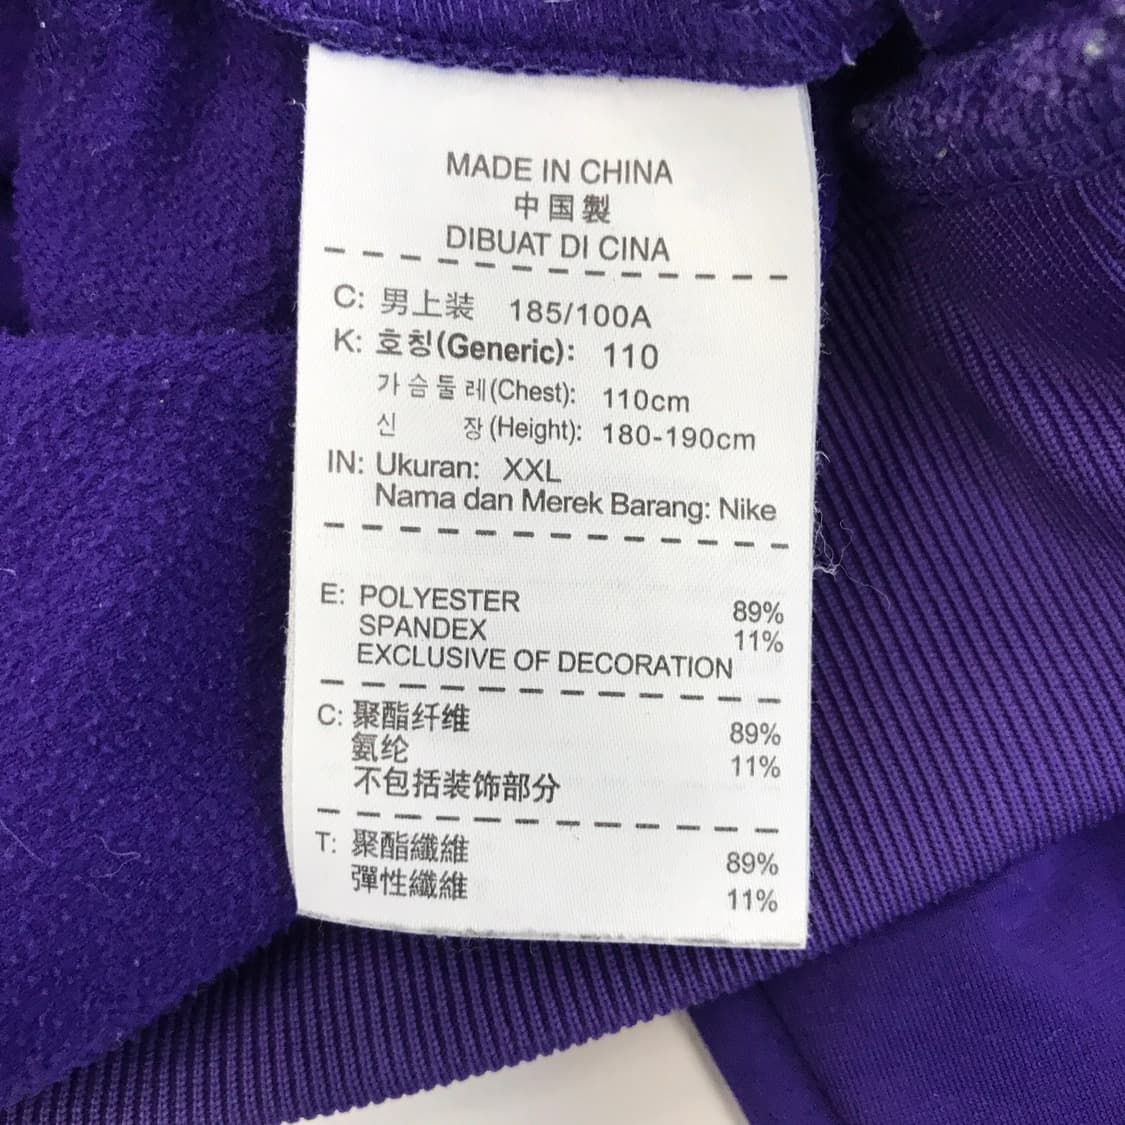 MADE IN CHINA
中国製
DIBUAT DI CINA
C: 男上装 185/100A
K: 호칭(Generic): 110
가슴둘레(Chest): 110cm
신 장(Height): 180-190cm
IN: Ukuran: XXL
Nama dan Merek Barang: Nike
E: POLYESTER 89%
SPANDEX 11%
EXCLUSIVE OF DECORATION
C: 聚酯纤维 89%
氨纶 11%
不包括装饰部分
T: 聚酯纖維 89%
彈性纖維 11%